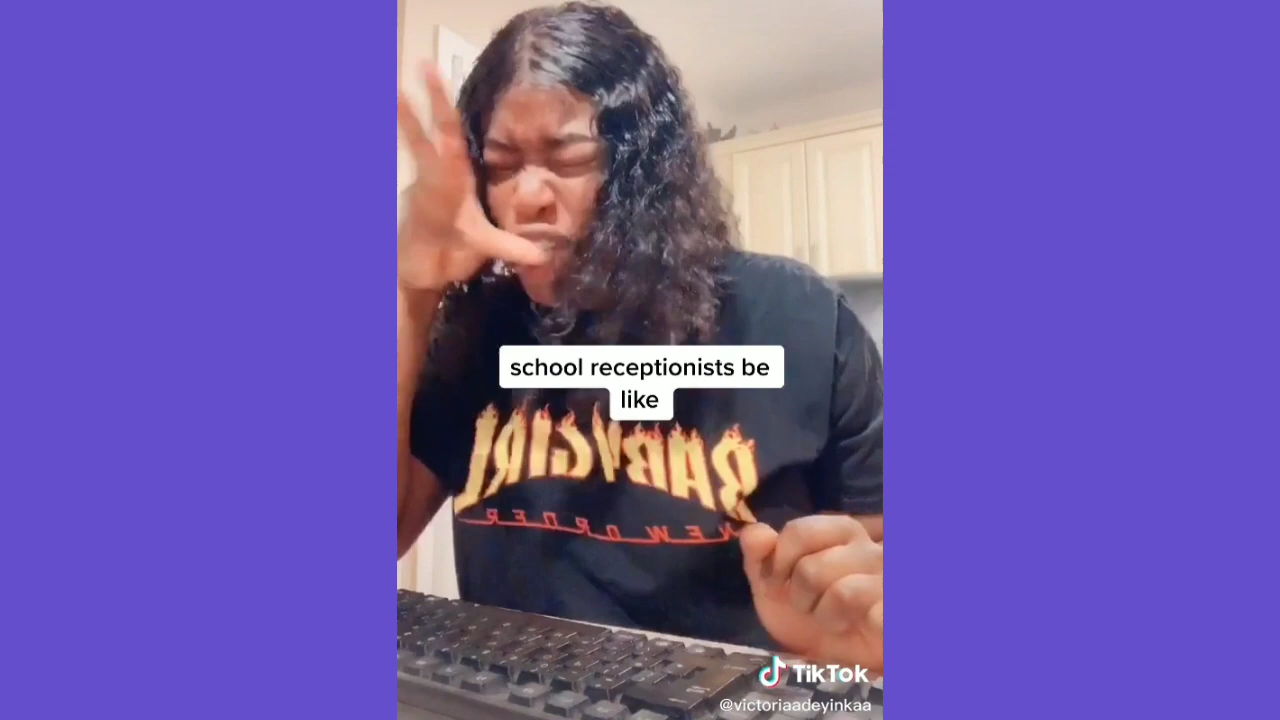 school receptionists be
like
BABYGIRL
NEW ORDER
TikTok
@victoriaadeyinkaa